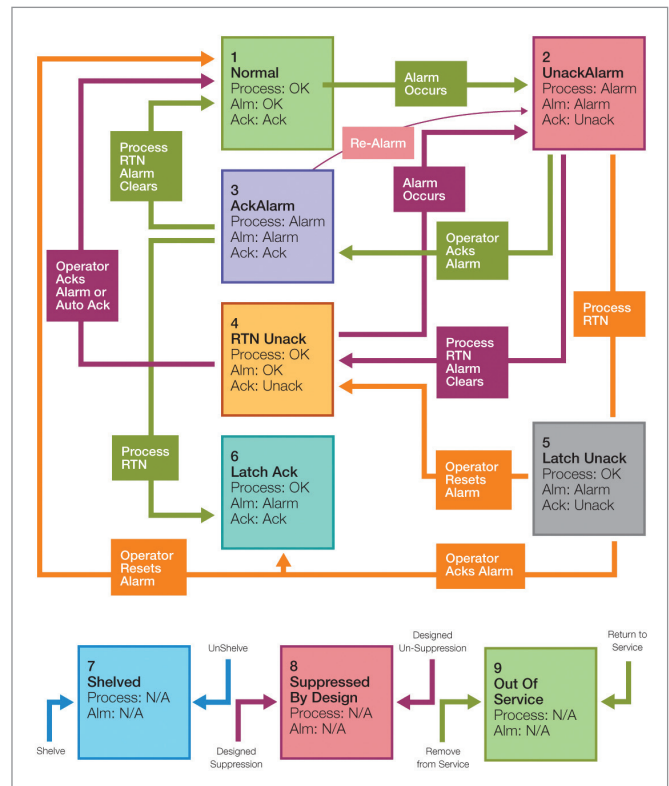 1
Normal
Process: OK
Alm: OK
Ack: Ack
Alarm
Occurs
2
UnackAlarm
Process: Alarm
Alm: Alarm
Ack: Unack
Re-Alarm
Process
RTN
Alarm
Clears
3
AckAlarm
Process: Alarm
Alm: Alarm
Ack: Ack
Alarm
Occurs
Operator
Acks
Alarm
Operator
Acks
Alarm or
Auto Ack
4
RTN Unack
Process: OK
Alm: OK
Ack: Unack
Process
RTN
Alarm
Clears
Process
RTN
Process
RTN
6
Latch Ack
Process: OK
Alm: Alarm
Ack: Ack
Operator
Resets
Alarm
5
Latch Unack
Process: OK
Alm: Alarm
Ack: Unack
Operator
Resets
Alarm
Operator
Acks Alarm
7
Shelved
Process: N/A
Alm: N/A
Shelve
UnShelve
8
Suppressed
By Design
Process: N/A
Alm: N/A
Designed
Suppression
Designed
Un-Suppression
9
Out Of
Service
Process: N/A
Alm: N/A
Remove
from Service
Return to
Service